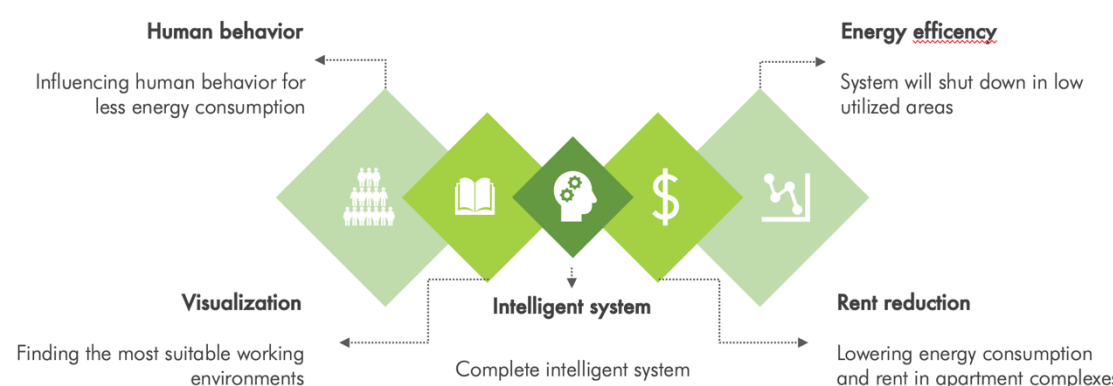 Human behavior
Influencing human behavior for
less energy consumption
Energy efficency
System will shut down in low
utilized areas
$
Visualization
Finding the most suitable working
environments
Intelligent system
Complete intelligent system
Rent reduction
Lowering energy consumption
and rent in apartment complexes